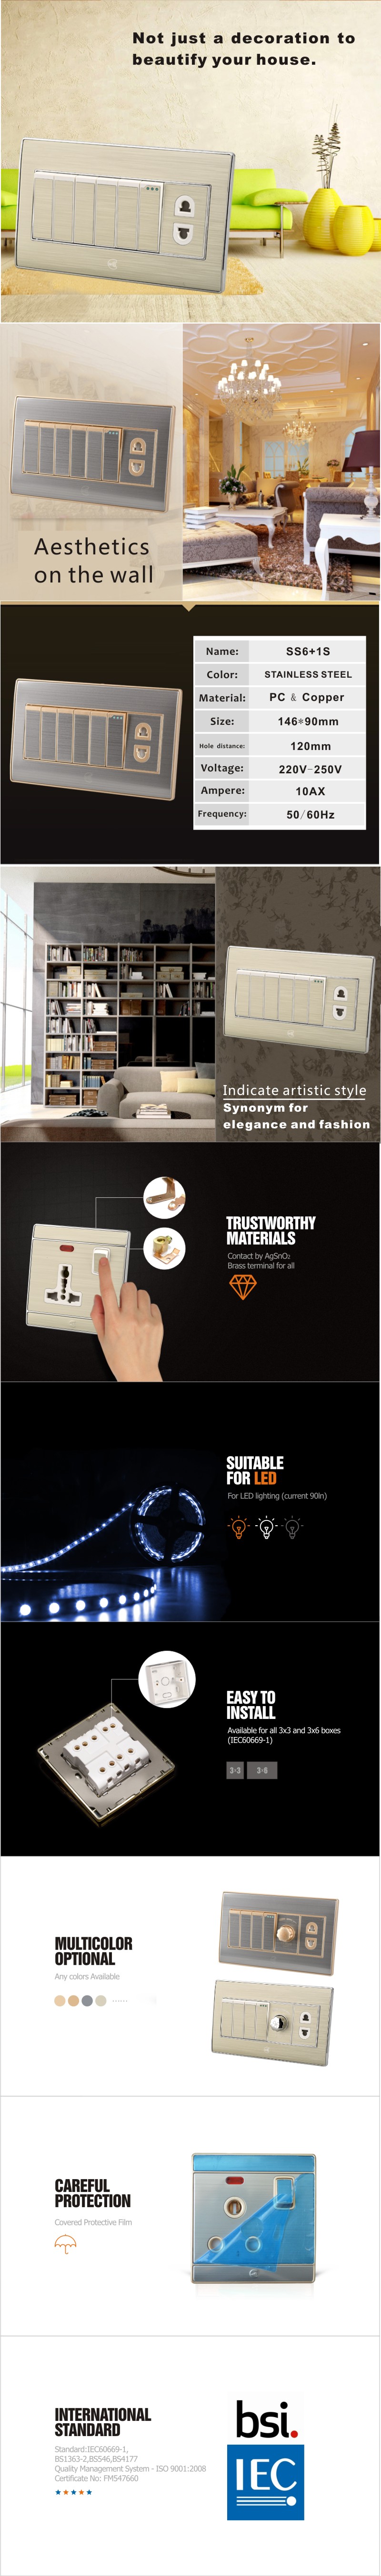 Not just a decoration to
beautify your house.
Aesthetics
on the wall
Name: SS6+1S
Color: STAINLESS STEEL
Material: PC & Copper
Size: 146*90mm
Hole distance: 120mm
Voltage: 220V-250V
Ampere: 10AX
Frequency: 50/60Hz
Indicate artistic style
Synonym for
elegance and fashion
TRUSTWORTHY
MATERIALS
Contact by AgSnO₂
Brass terminal for all
SUITABLE
FOR LED
For LED lighting (current 90ln)
EASY TO
INSTALL
Available for all 3x3 and 3x6 boxes
(IEC60669-1)
3×3 3×6
MULTICOLOR
OPTIONAL
Any colors Available
CAREFUL
PROTECTION
Covered Protective Film
INTERNATIONAL
STANDARD
Standard:IEC60669-1,
BS1363-2,BS546,BS4177
Quality Management System - ISO 9001:2008
Certificate No: FM547660
bsi.
IEC